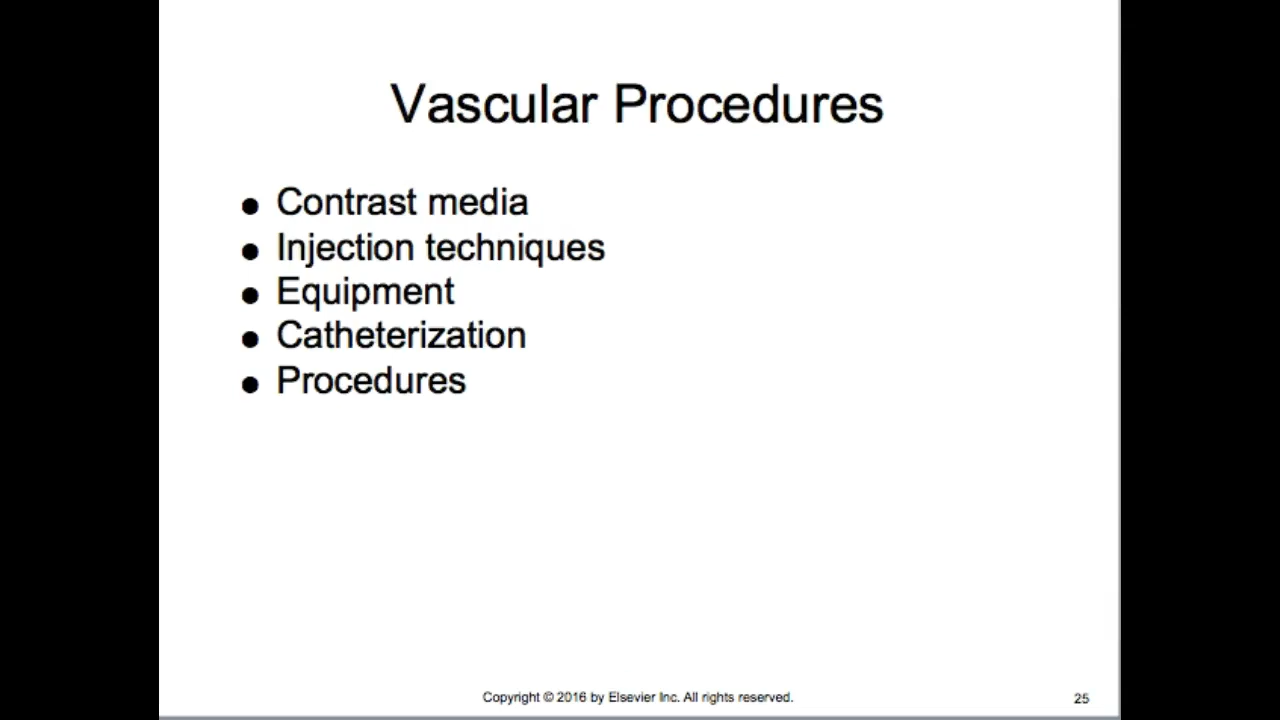 Vascular Procedures
● Contrast media
● Injection techniques
● Equipment
● Catheterization
● Procedures
Copyright © 2016 by Elsevier Inc. All rights reserved.
25